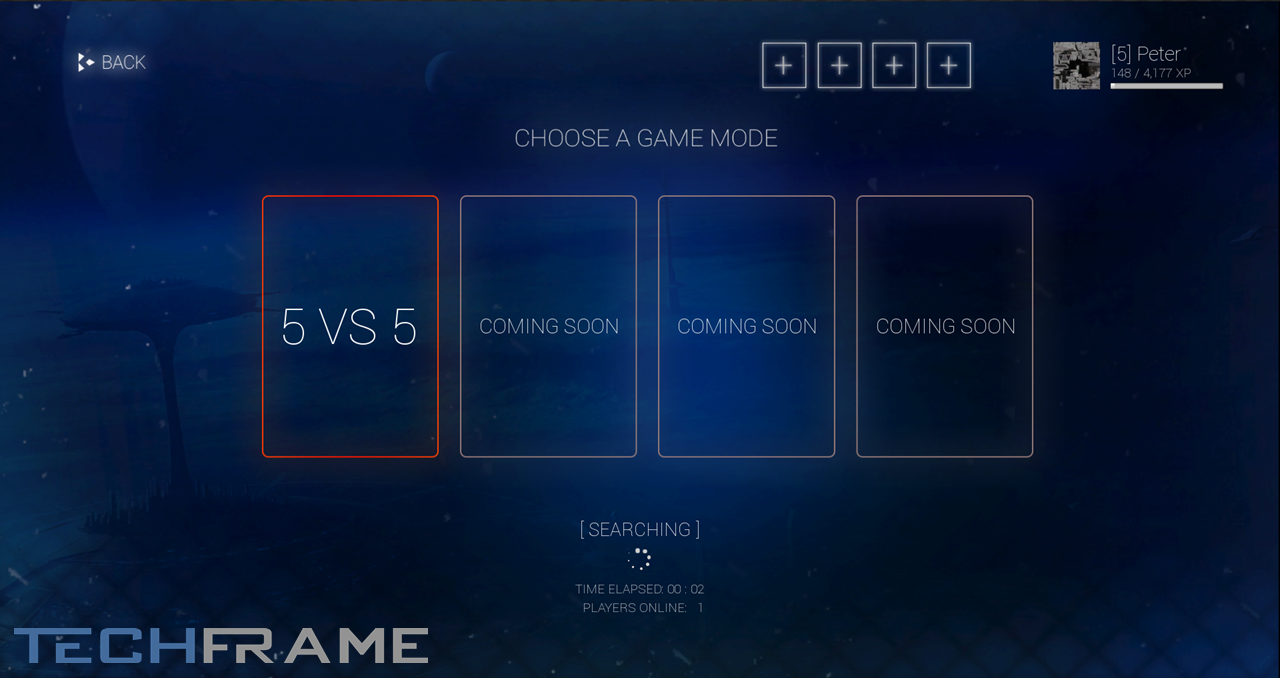 BACK
[5] Peter
148 / 4,177 XP
CHOOSE A GAME MODE
5 VS 5
COMING SOON
COMING SOON
COMING SOON
[ SEARCHING ]
TIME ELAPSED: 00 : 02
PLAYERS ONLINE: 1
TECHFRAME